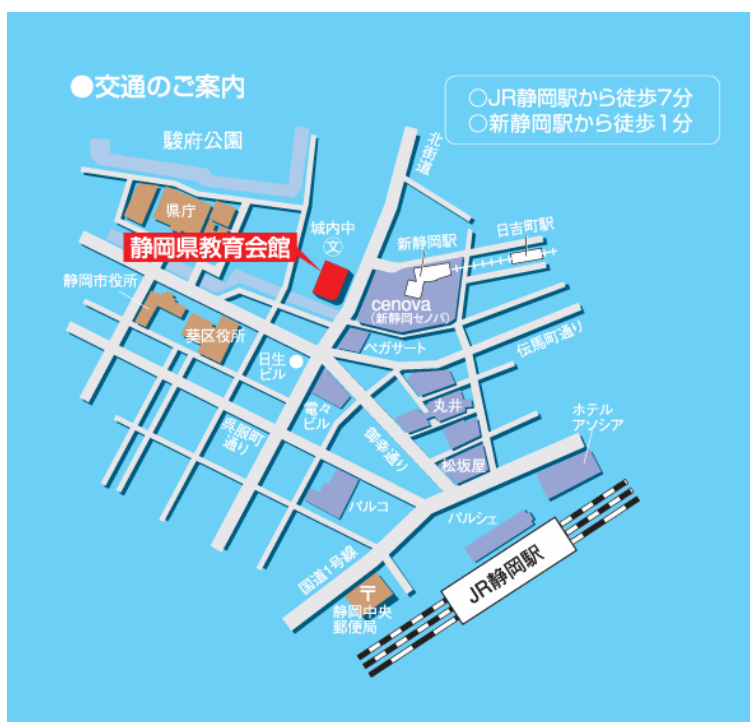 ●交通のご案内
○JR静岡駅から徒歩7分
○新静岡駅から徒歩1分
駿府公園
北街道
県庁
城内中
文
新静岡駅
日吉町駅
静岡県教育会館
静岡市役所
cenova
(新静岡セノバ)
葵区役所
ペガサート
伝馬町通り
日生
ビル
電々
ビル
丸井
ホテル
アソシア
呉服町
通り
御幸通り
松坂屋
パルコ
パルシェ
国道1号線
JR静岡駅
〒
静岡中央
郵便局